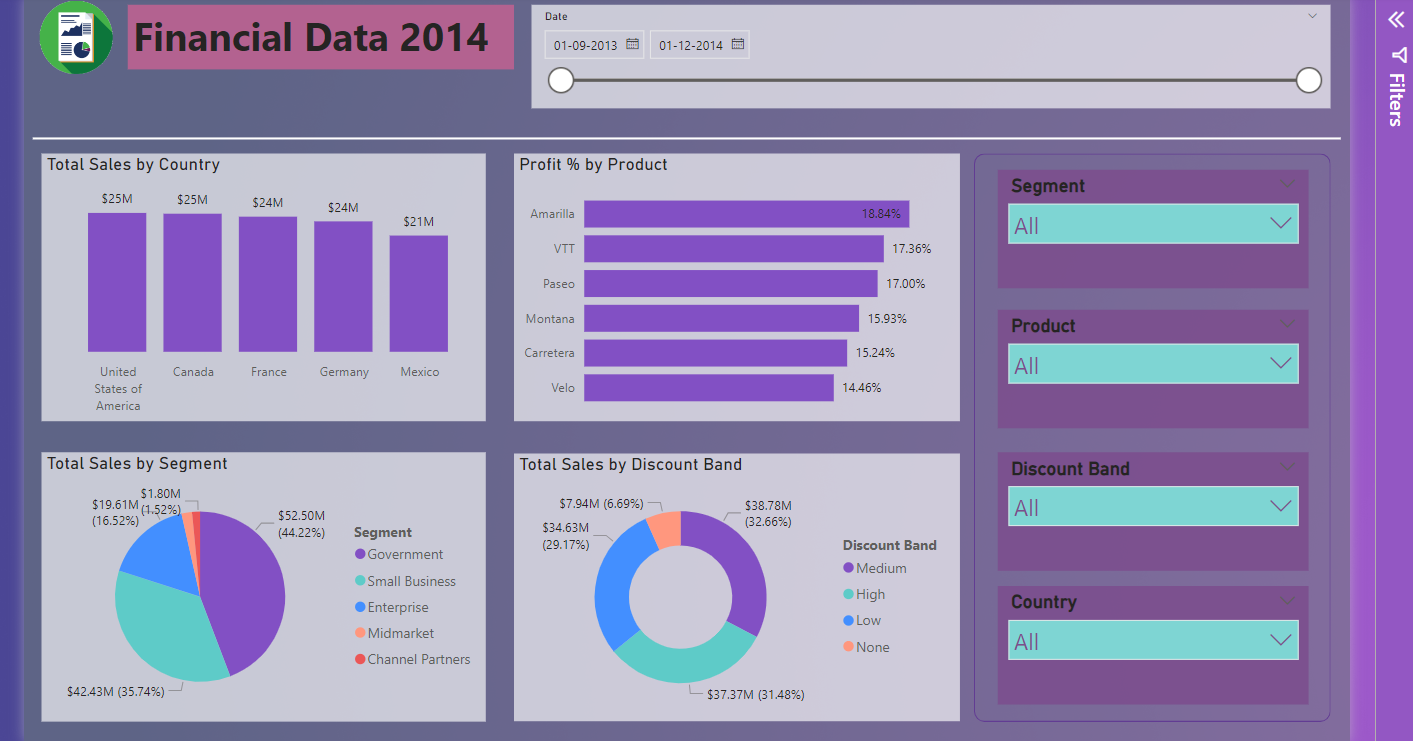 Financial Data 2014
Date
01-09-2013
01-12-2014
Filters
Total Sales by Country
$25M
$25M
$24M
$24M
$21M
United
States of
America
Canada
France
Germany
Mexico
Profit % by Product
Amarilla
18.84%
VTT
17.36%
Paseo
17.00%
Montana
15.93%
Carretera
15.24%
Velo
14.46%
Segment
All
Product
All
Discount Band
All
Country
All
Total Sales by Segment
$1.80M
(1.52%)
$19.61M
(16.52%)
$52.50M
(44.22%)
$42.43M (35.74%)
Segment
Government
Small Business
Enterprise
Midmarket
Channel Partners
Total Sales by Discount Band
$7.94M (6.69%)
$38.78M
(32.66%)
$34.63M
(29.17%)
$37.37M (31.48%)
Discount Band
Medium
High
Low
None